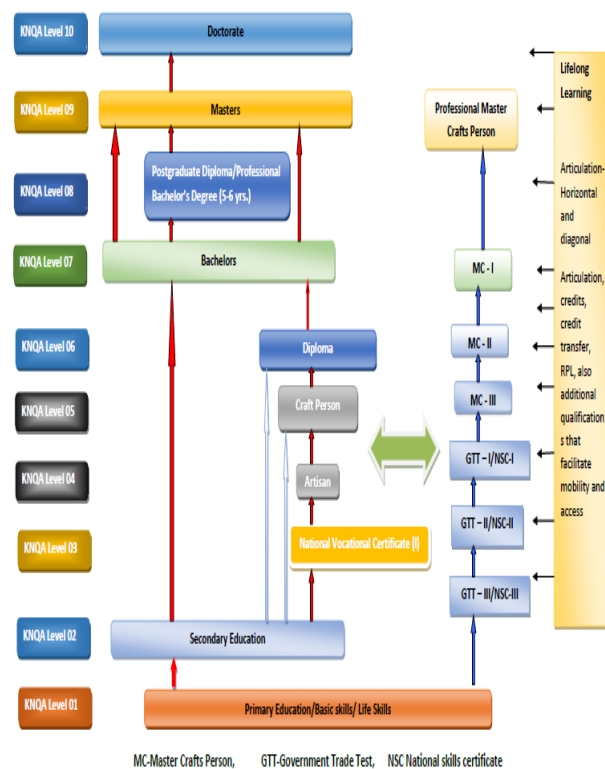 KNQA Level 10
Doctorate
KNQA Level 09
Masters
KNQA Level 08
Postgraduate Diploma/Professional
Bachelor's Degree (5-6 yrs.)
KNQA Level 07
Bachelors
KNQA Level 06
Diploma
KNQA Level 05
Craft Person
KNQA Level 04
Artisan
KNQA Level 03
National Vocational Certificate (I)
KNQA Level 02
Secondary Education
KNQA Level 01
Primary Education/Basic skills/ Life Skills
Professional Master
Crafts Person
MC - I
MC - II
MC - III
GTT – I/NSC-I
GTT – II/NSC-II
GTT – III/NSC-III
Lifelong
Learning
Articulation-
Horizontal
and
diagonal
Articulation,
credits,
credit
transfer,
RPL, also
additional
qualification
s that
facilitate
mobility and
access
MC-Master Crafts Person, GTT-Government Trade Test, NSC National skills certificate